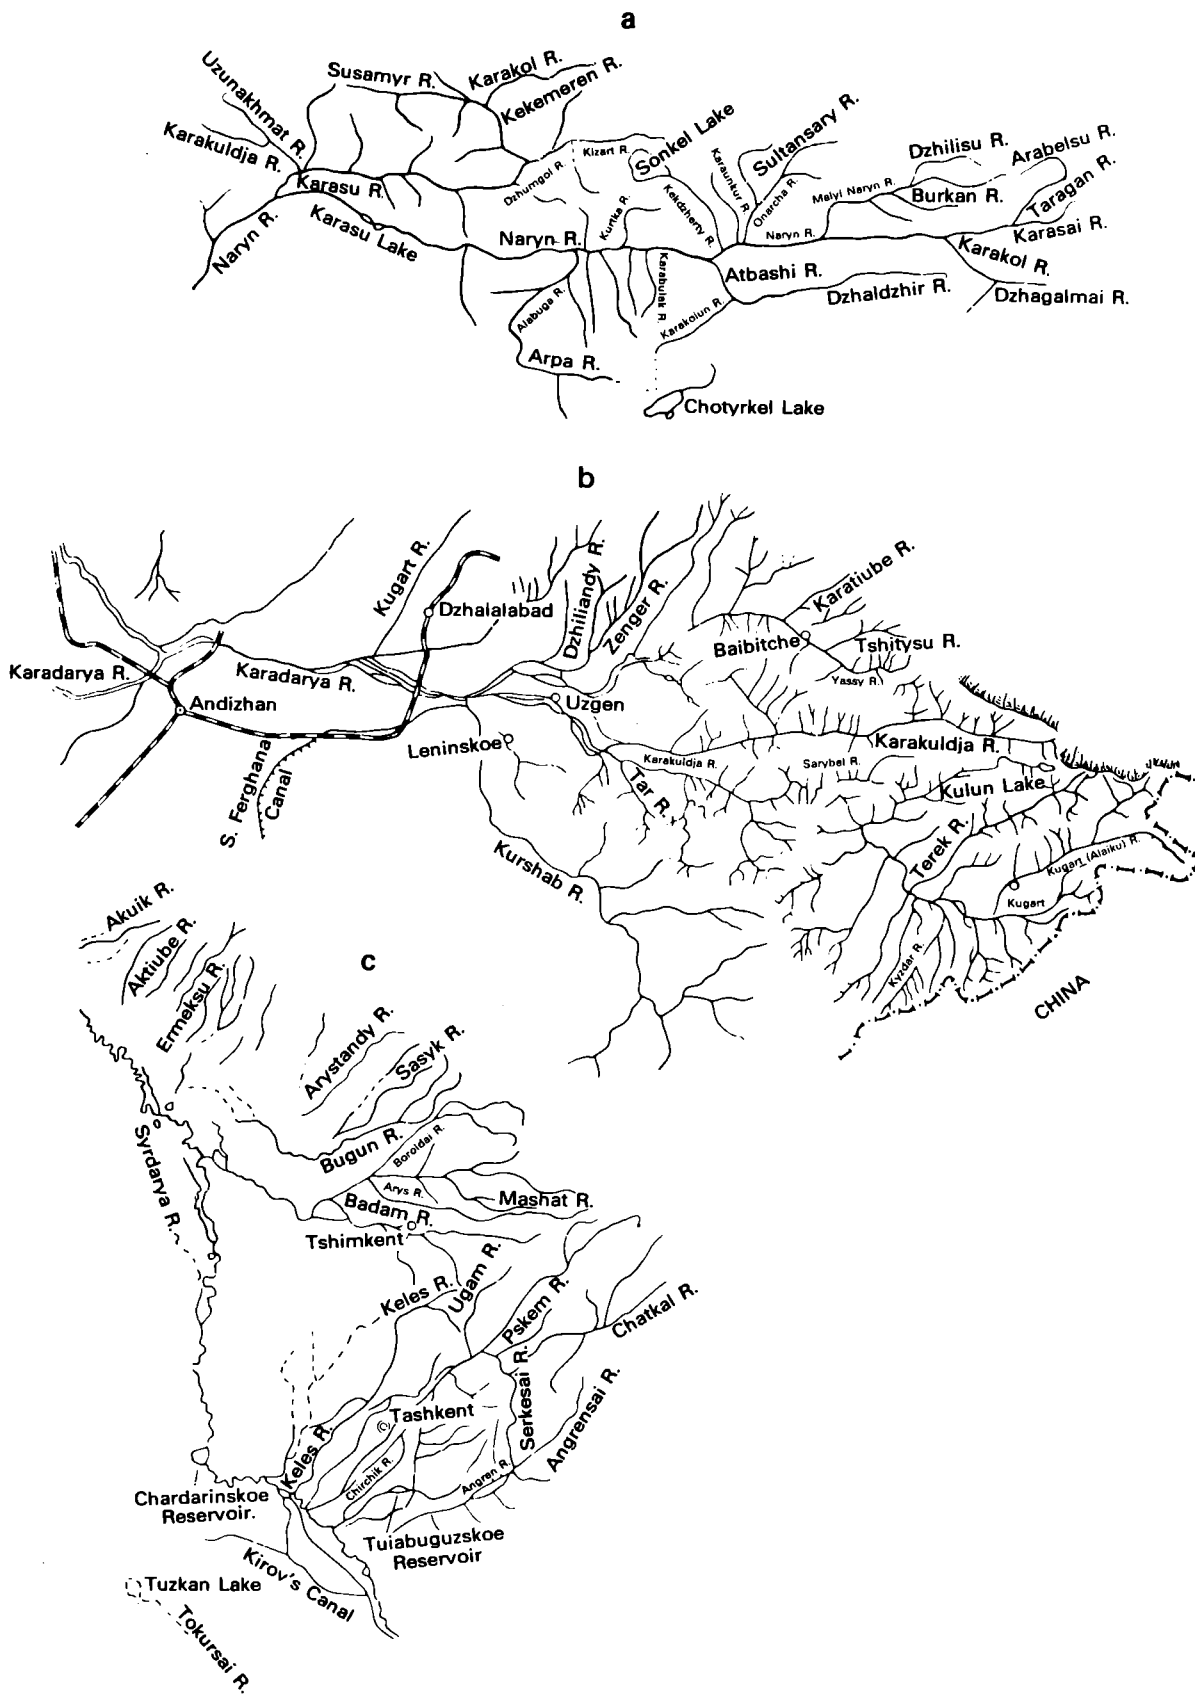 a
Uzunakhmat R.
Susamyr R.
Karakol R.
Kekemeren R.
Karakuldja R.
Karasu R.
Karasu Lake
Naryn R.
Dzhumgol R.
Kizart R.
Sonkel Lake
Kekdzherty R.
Karaunkur R.
Sultansary R.
Onarcha R.
Kurtka R.
Naryn R.
Naryn R.
Malyi Naryn R.
Dzhilisu R.
Burkan R.
Arabelsu R.
Taragan R.
Karasai R.
Karakol R.
Dzhagalmai R.
Atbashi R.
Dzhaldzhir R.
Karabulak R.
Karakoiun R.
Alabuga R.
Arpa R.
Chotyrkel Lake
b
Kugart R.
Dzhalalabad
Dzhiliandy R.
Zenger R.
Karatiube R.
Baibitche
Tshitysu R.
Yassy R.
Karadarya R.
Karadarya R.
Andizhan
Uzgen
Leninskoe
S. Ferghana
Canal
Karakuldja R.
Karakuldja R.
Sarybel R.
Kulun Lake
Tar R.
Kurshab R.
Terek R.
Kugart (Alaiku) R.
Kugart
Kyzdar R.
CHINA
c
Akuik R.
Aktiube R.
Ermeksu R.
Arystandy R.
Sasyk R.
Syrdarya R.
Bugun R.
Boroldai R.
Arys R.
Mashat R.
Badam R.
Tshimkent
Keles R.
Ugam R.
Pskem R.
Chatkal R.
Serkesai R.
Angrensai R.
Tashkent
Keles R.
Chirchik R.
Angren R.
Chardarinskoe
Reservoir.
Tuiabuguzskoe
Reservoir
Kirov's Canal
Tuzkan Lake
Tokursai R.